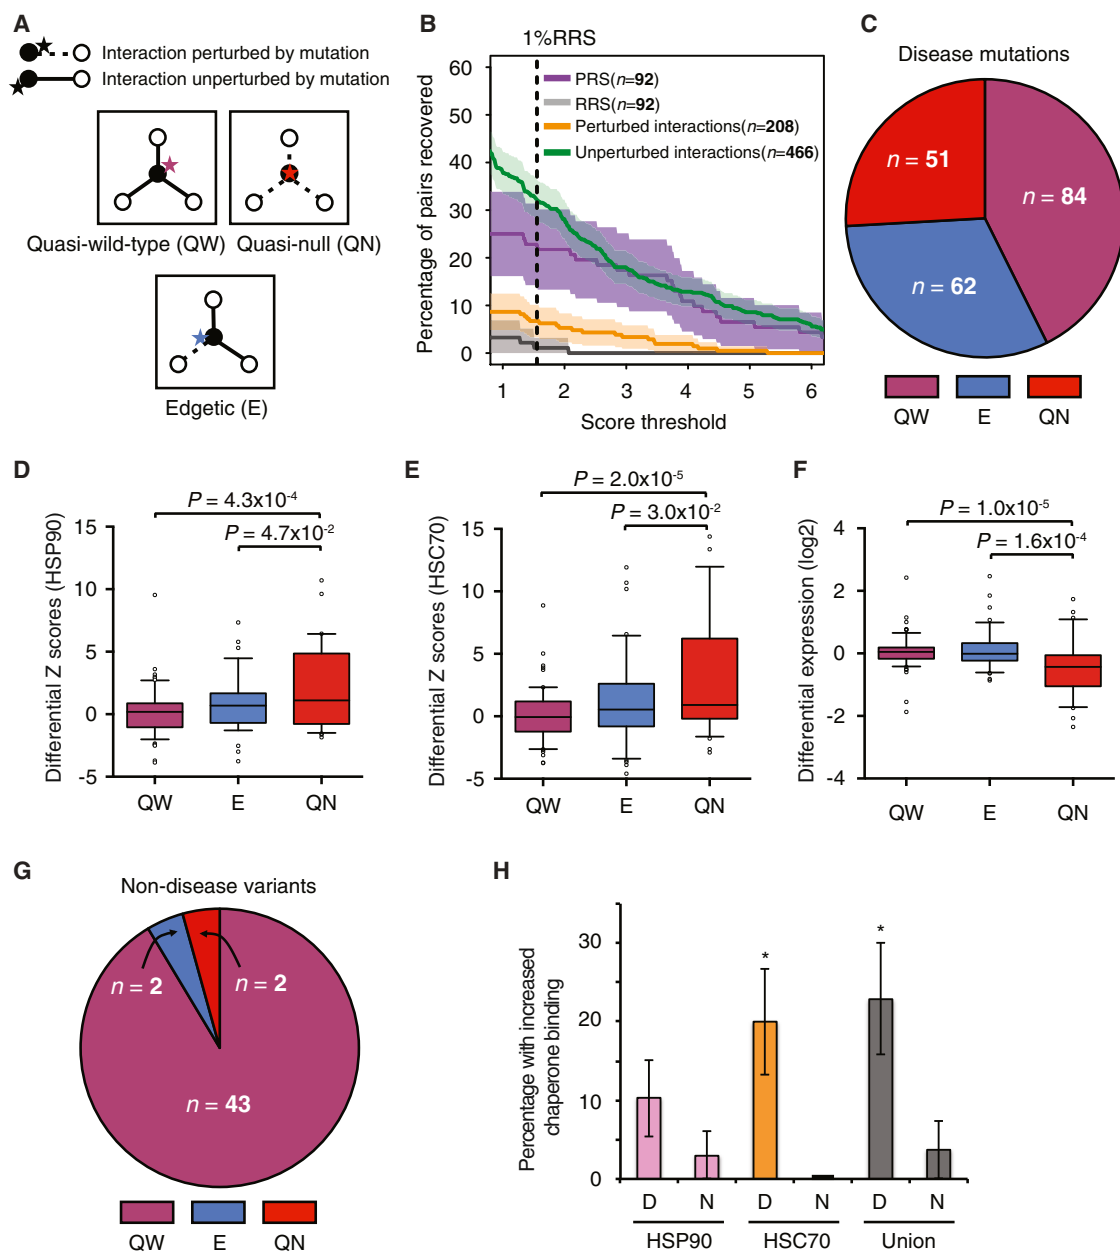 A
Interaction perturbed by mutation
Interaction unperturbed by mutation
Quasi-wild-type (QW)
Quasi-null (QN)
Edgetic (E)
B
1%RRS
PRS(n=92)
RRS(n=92)
Perturbed interactions(n=208)
Unperturbed interactions(n=466)
Percentage of pairs recovered
60
50
40
30
20
10
0
1 2 3 4 5 6
Score threshold
C
Disease mutations
n = 51
n = 84
n = 62
QW E QN
D
P = 4.3x10-4
P = 4.7x10-2
Differential Z scores (HSP90)
15
10
5
0
-5
QW E QN
E
P = 2.0x10-5
P = 3.0x10-2
Differential Z scores (HSC70)
15
10
5
0
-5
QW E QN
F
P = 1.0x10-5
P = 1.6x10-4
Differential expression (log2)
4
2
0
-2
-4
QW E QN
G
Non-disease variants
n = 2
n = 2
n = 43
QW E QN
H
Percentage with increased
chaperone binding
30
20
10
0
*
*
D N D N D N
HSP90 HSC70 Union